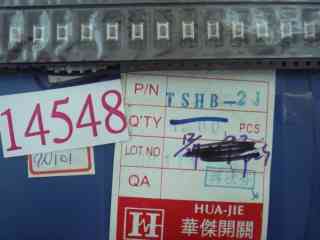 14548
P/N TSHB-2J
Q'TY PCS
LOT.NO
QA
HUA-JIE
華傑開關